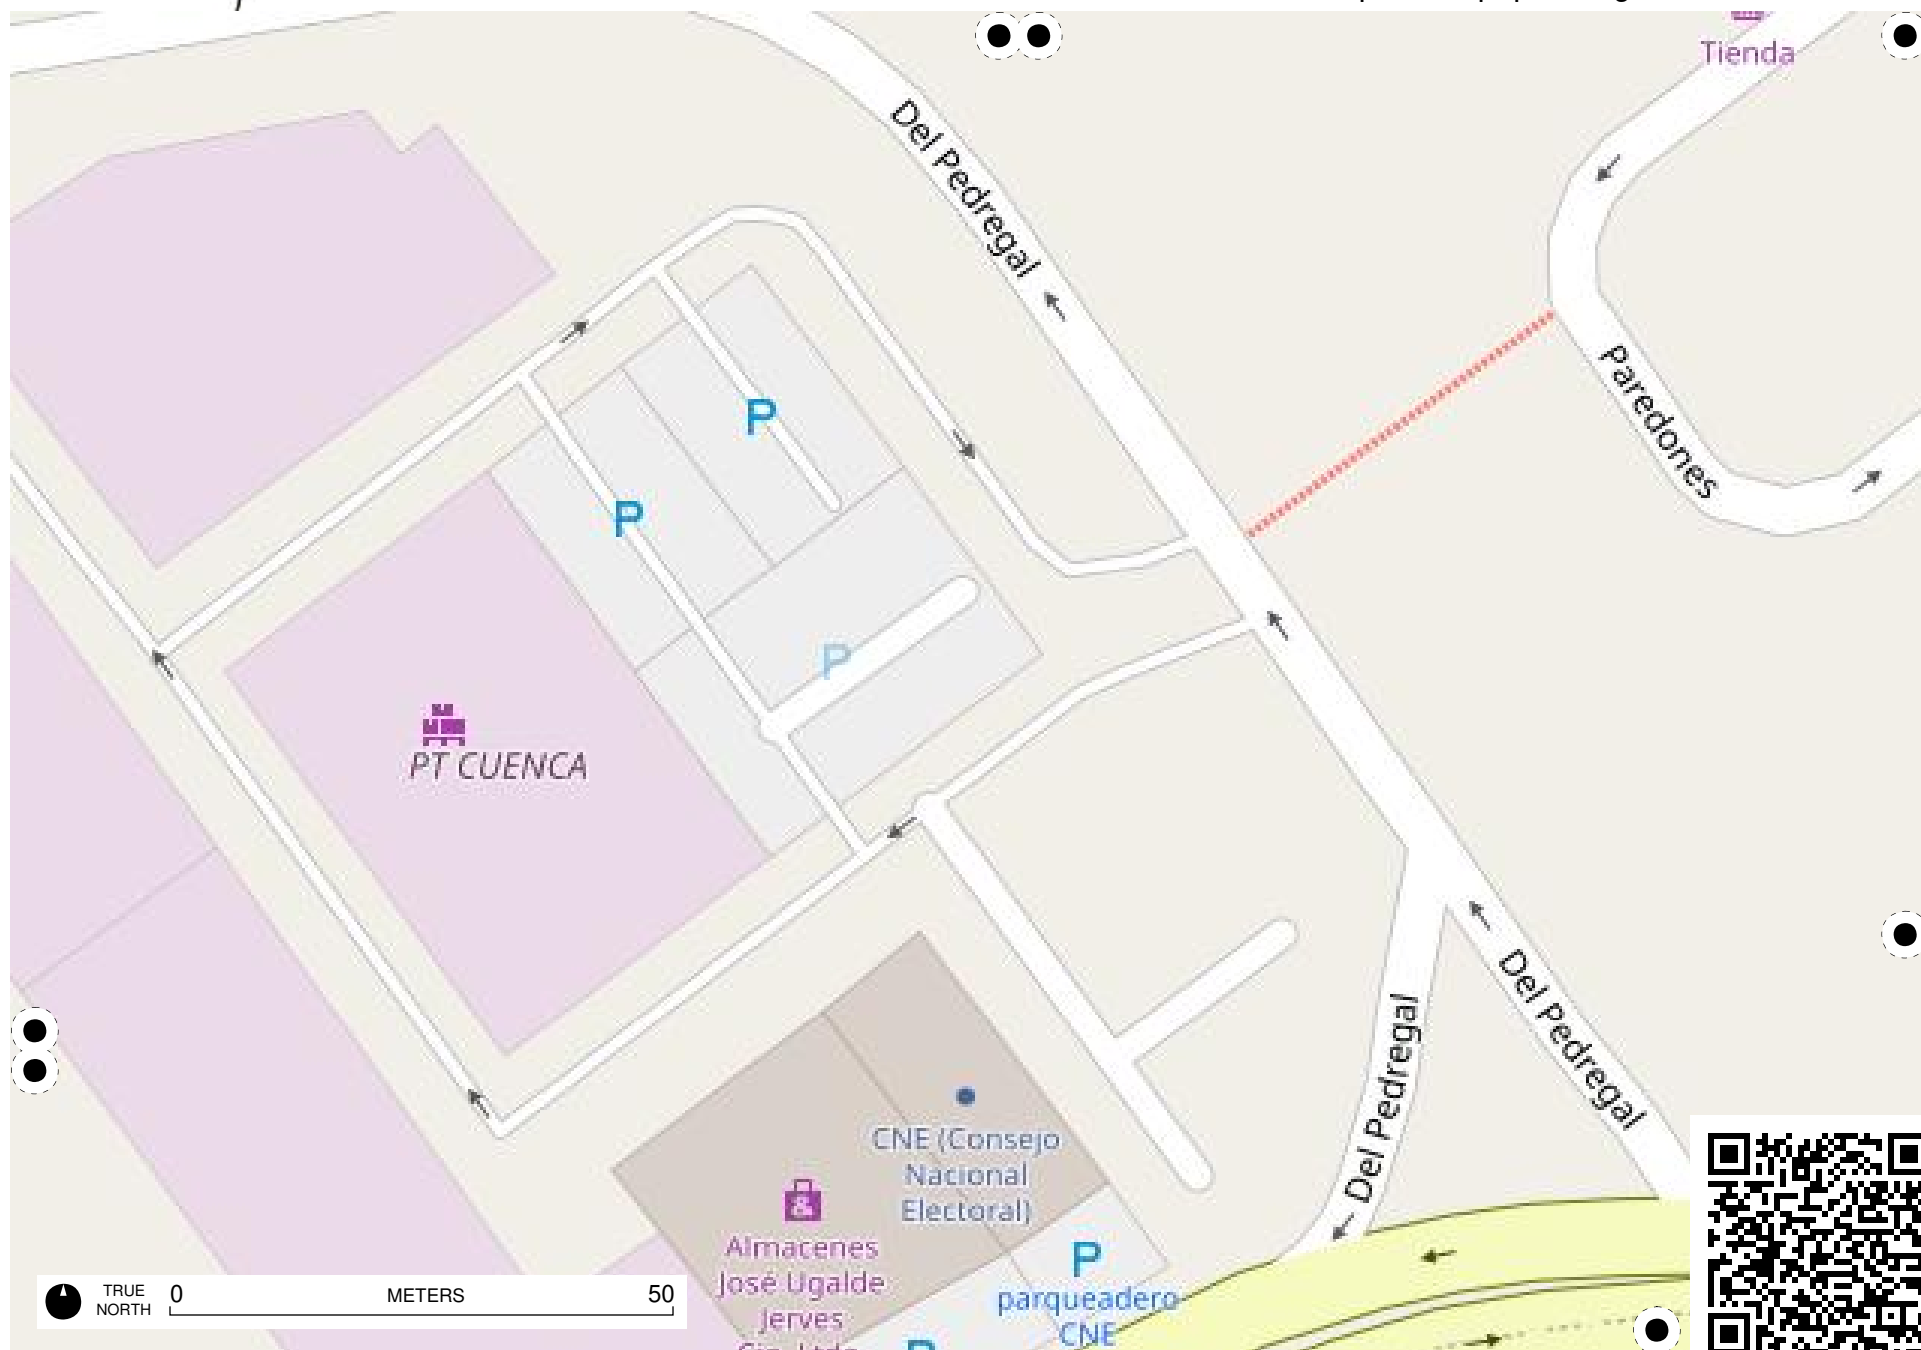 Tienda
Del Pedregal
Paredones
P
P
P
PT CUENCA
Del Pedregal
Del Pedregal
CNE (Consejo
Nacional
Electoral)
Almacenes
José Ugalde
Jerves
P
parqueadero
CNE
TRUE
NORTH
0 METERS 50